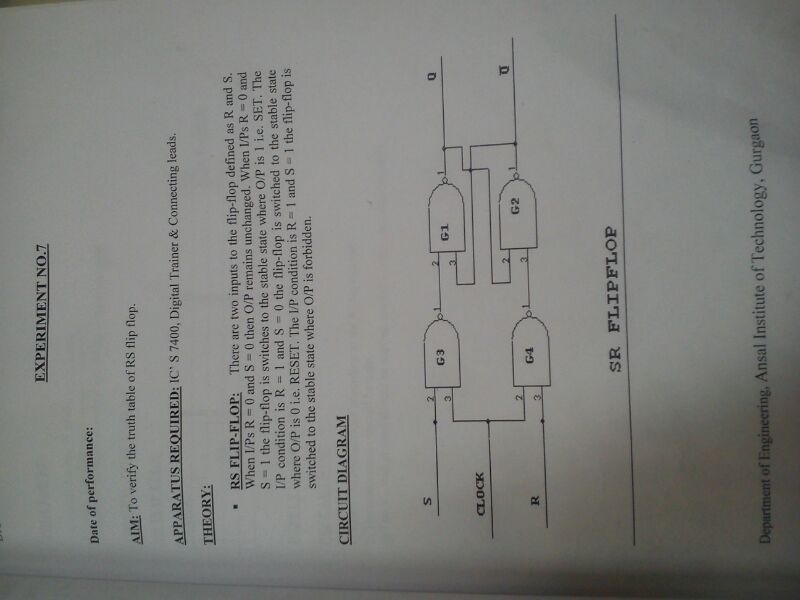 EXPERIMENT NO.7
Date of performance:
AIM: To verify the truth table of RS flip flop.
APPARATUS REQUIRED: IC' S 7400, Digital Trainer & Connecting leads.
THEORY:
▪ RS FLIP-FLOP: There are two inputs to the flip-flop defined as R and S.
When I/Ps R = 0 and S = 0 then O/P remains unchanged. When I/Ps R = 0 and
S = 1 the flip-flop is switches to the stable state where O/P is 1 i.e. SET. The
I/P condition is R = 1 and S = 0 the flip-flop is switched to the stable state
where O/P is 0 i.e. RESET. The I/P condition is R = 1 and S = 1 the flip-flop is
switched to the stable state where O/P is forbidden.
CIRCUIT DIAGRAM
S 2 3 G3 1 2 3 G1 1 Q
CLOCK
R 2 3 G4 1 2 3 G2 1 Q̅
SR FLIPFLOP
Department of Engineering, Ansal Institute of Technology, Gurgaon